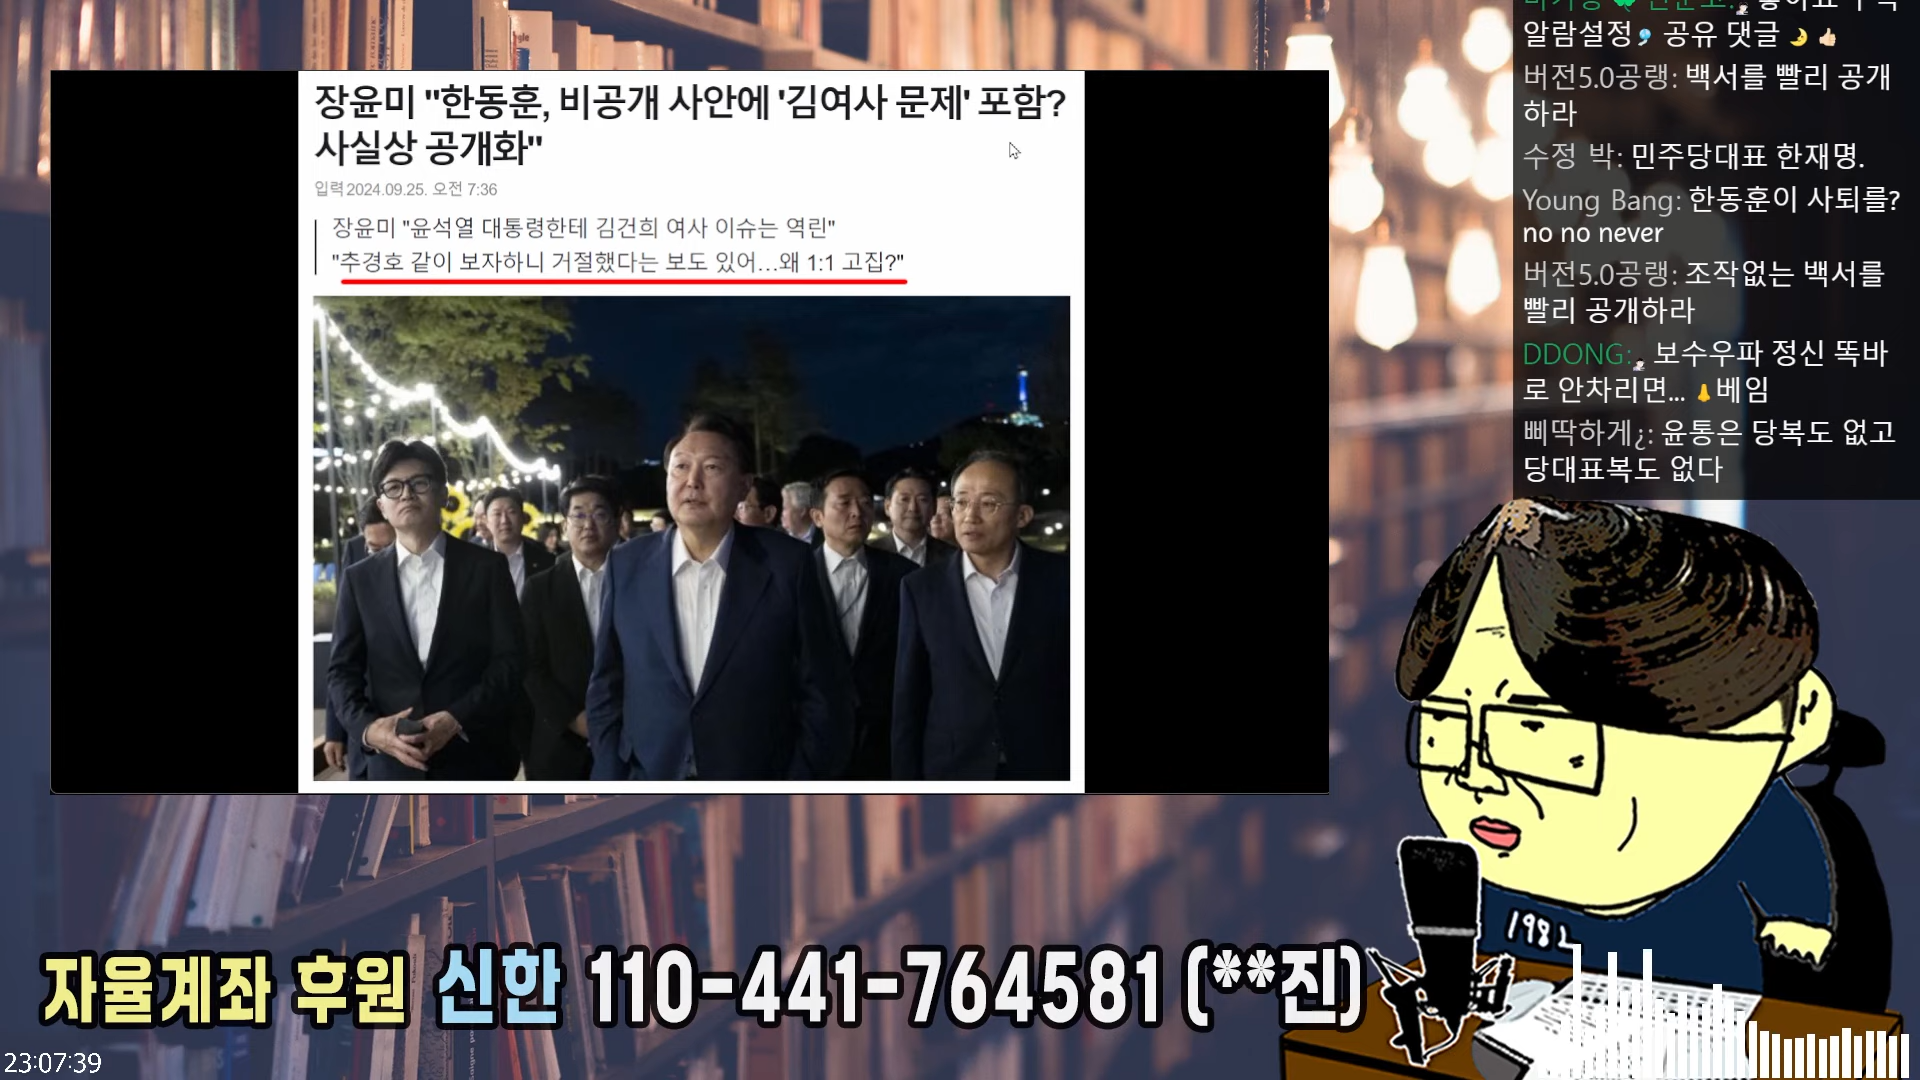 장윤미 "한동훈, 비공개 사안에 '김여사 문제' 포함?
사실상 공개화"
입력 2024.09.25. 오전 7:36
장윤미 "윤석열 대통령한테 김건희 여사 이슈는 역린"
"추경호 같이 보자하니 거절했다는 보도 있어…왜 1:1 고집?"
알람설정 공유 댓글
버전5.0공랭: 백서를 빨리 공개
하라
수정 박: 민주당대표 한재명.
Young Bang: 한동훈이 사퇴를?
no no never
버전5.0공랭: 조작없는 백서를
빨리 공개하라
DDONG: 보수우파 정신 똑바
로 안차리면... 베임
삐딱하게¿: 윤통은 당복도 없고
당대표복도 없다
1982
자율계좌 후원 신한 110-441-764581 (**진)
23:07:39